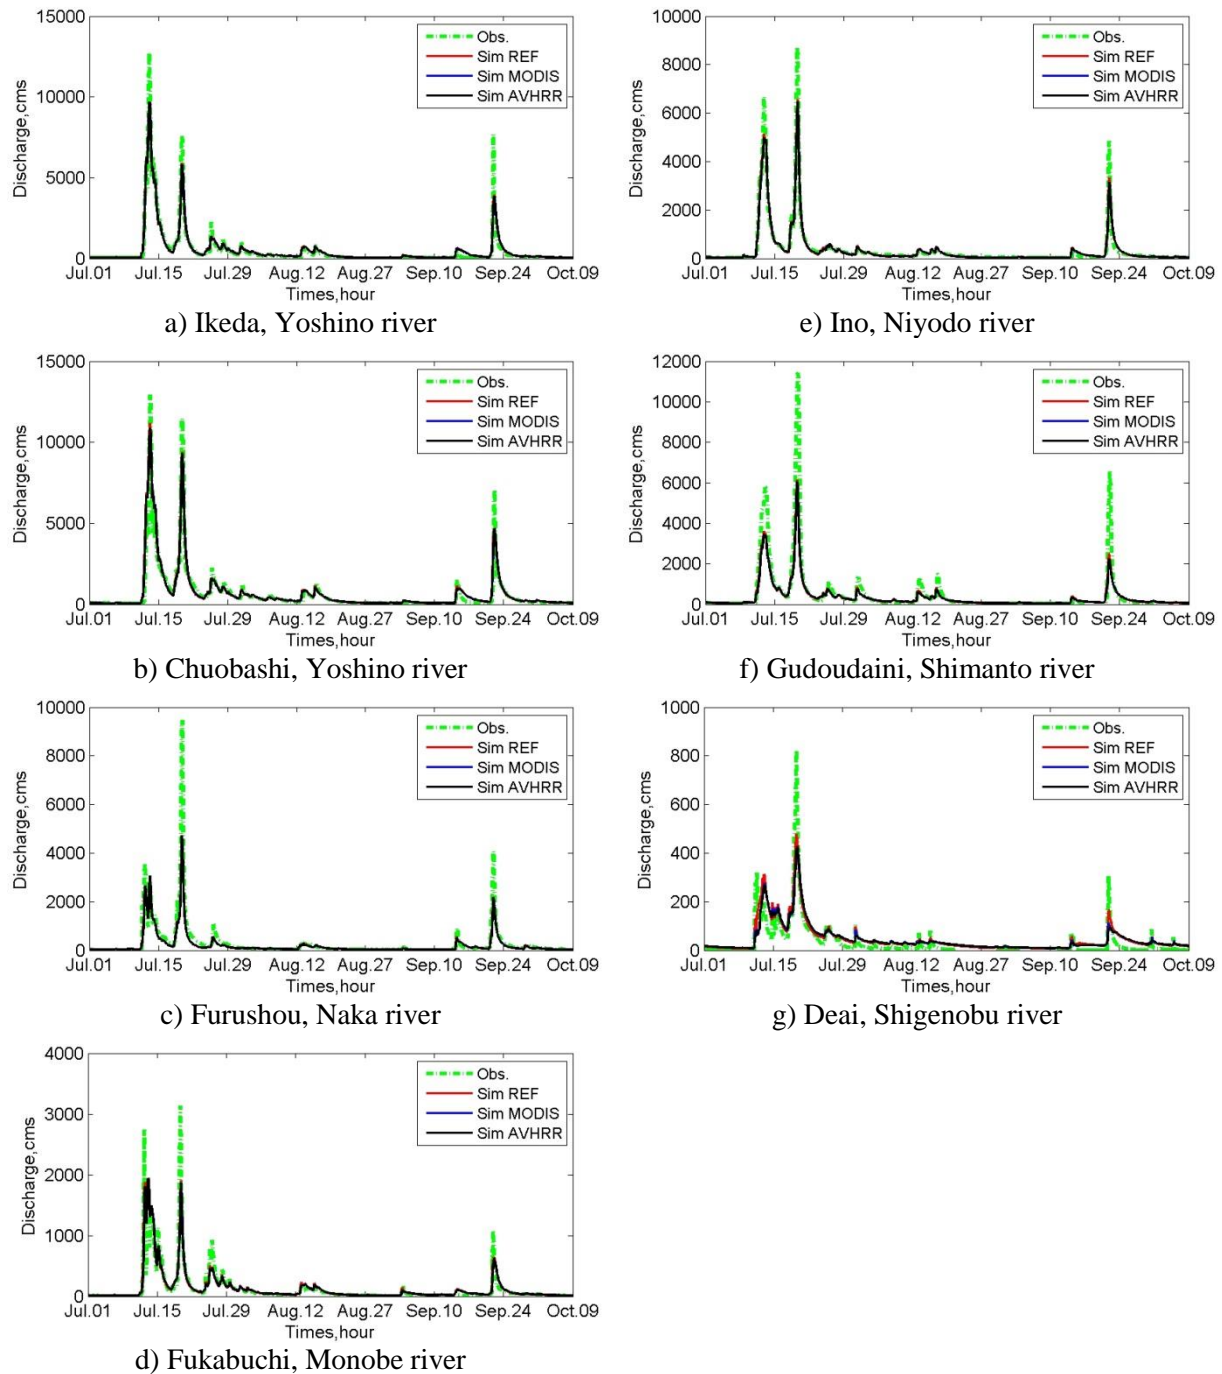 15000
10000
5000
0
Discharge,cms
Obs.
Sim REF
Sim MODIS
Sim AVHRR
Jul.01 Jul.15 Jul.29 Aug.12 Aug.27 Sep.10 Sep.24 Oct.09
Times,hour
a) Ikeda, Yoshino river
10000
8000
6000
4000
2000
0
Discharge,cms
Obs.
Sim REF
Sim MODIS
Sim AVHRR
Jul.01 Jul.15 Jul.29 Aug.12 Aug.27 Sep.10 Sep.24 Oct.09
Times,hour
e) Ino, Niyodo river
15000
10000
5000
0
Discharge,cms
Obs.
Sim REF
Sim MODIS
Sim AVHRR
Jul.01 Jul.15 Jul.29 Aug.12 Aug.27 Sep.10 Sep.24 Oct.09
Times,hour
b) Chuobashi, Yoshino river
12000
10000
8000
6000
4000
2000
0
Discharge,cms
Obs.
Sim REF
Sim MODIS
Sim AVHRR
Jul.01 Jul.15 Jul.29 Aug.12 Aug.27 Sep.10 Sep.24 Oct.09
Times,hour
f) Gudoudaini, Shimanto river
10000
8000
6000
4000
2000
0
Discharge,cms
Obs.
Sim REF
Sim MODIS
Sim AVHRR
Jul.01 Jul.15 Jul.29 Aug.12 Aug.27 Sep.10 Sep.24 Oct.09
Times,hour
c) Furushou, Naka river
1000
800
600
400
200
0
Discharge,cms
Obs.
Sim REF
Sim MODIS
Sim AVHRR
Jul.01 Jul.15 Jul.29 Aug.12 Aug.27 Sep.10 Sep.24 Oct.09
Times,hour
g) Deai, Shigenobu river
4000
3000
2000
1000
0
Discharge,cms
Obs.
Sim REF
Sim MODIS
Sim AVHRR
Jul.01 Jul.15 Jul.29 Aug.12 Aug.27 Sep.10 Sep.24 Oct.09
Times,hour
d) Fukabuchi, Monobe river